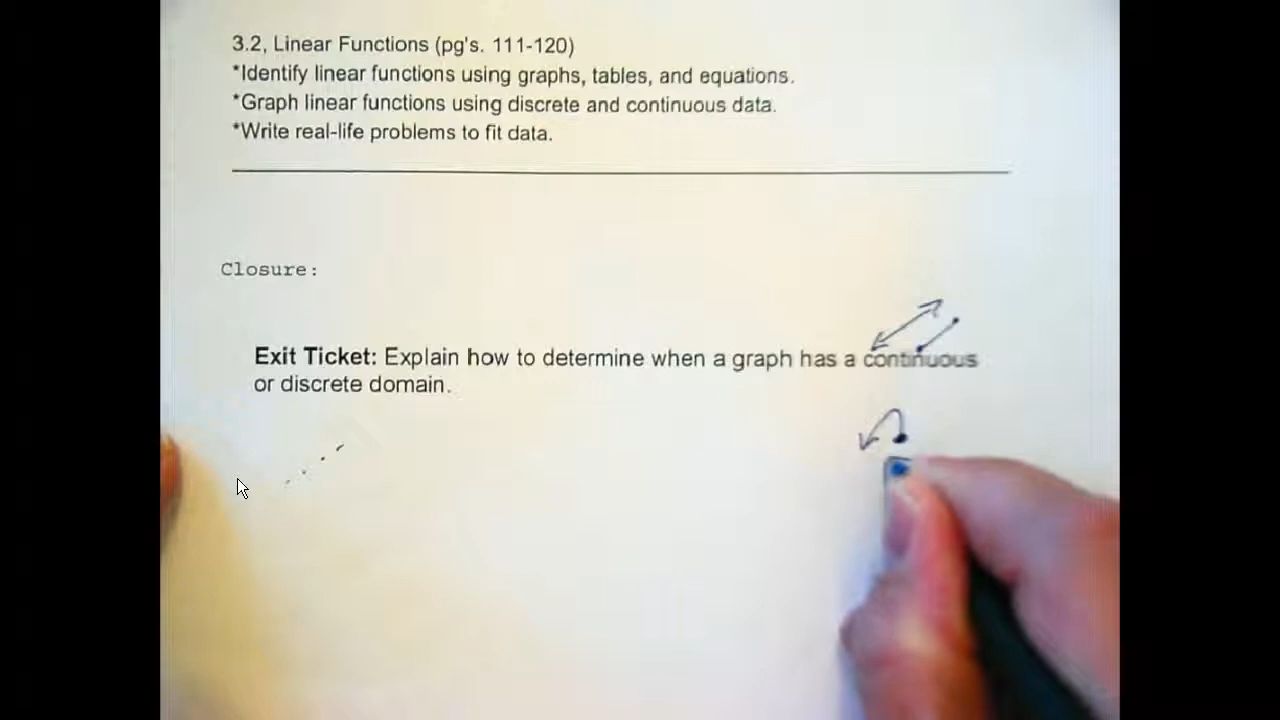 3.2, Linear Functions (pg's. 111-120)
*Identify linear functions using graphs, tables, and equations.
*Graph linear functions using discrete and continuous data.
*Write real-life problems to fit data.
Closure:
Exit Ticket: Explain how to determine when a graph has a continuous
or discrete domain.